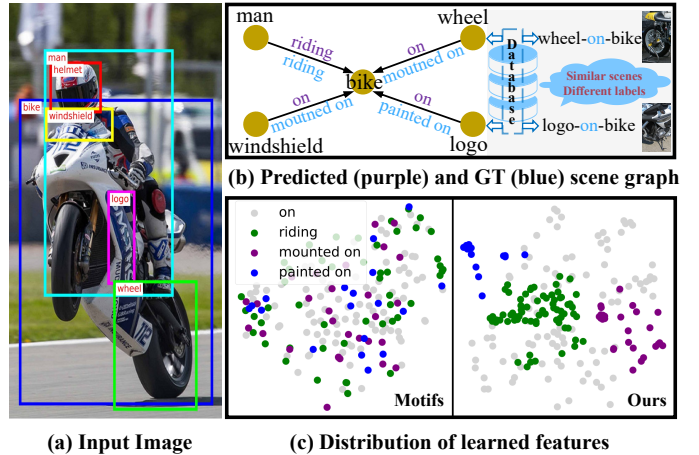 man
helmet
bike
windshield
logo
wheel
(a) Input Image
man
wheel
riding
riding
on
moutned on
bike
on
moutned on
on
painted on
windshield
logo
Database
wheel-on-bike
Similar scenes
Different labels
logo-on-bike
(b) Predicted (purple) and GT (blue) scene graph
on
riding
mounted on
painted on
Motifs
Ours
(c) Distribution of learned features